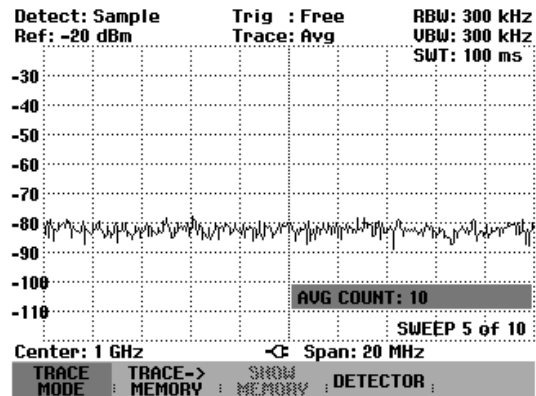 Detect: Sample Trig : Free RBW: 300 kHz
Ref: -20 dBm Trace: Avg VBW: 300 kHz
SWT: 100 ms
-30
-40
-50
-60
-70
-80
-90
-100
-110
AVG COUNT: 10
SWEEP 5 of 10
Center: 1 GHz Span: 20 MHz
TRACE MODE
TRACE-> MEMORY
SHOW MEMORY
DETECTOR